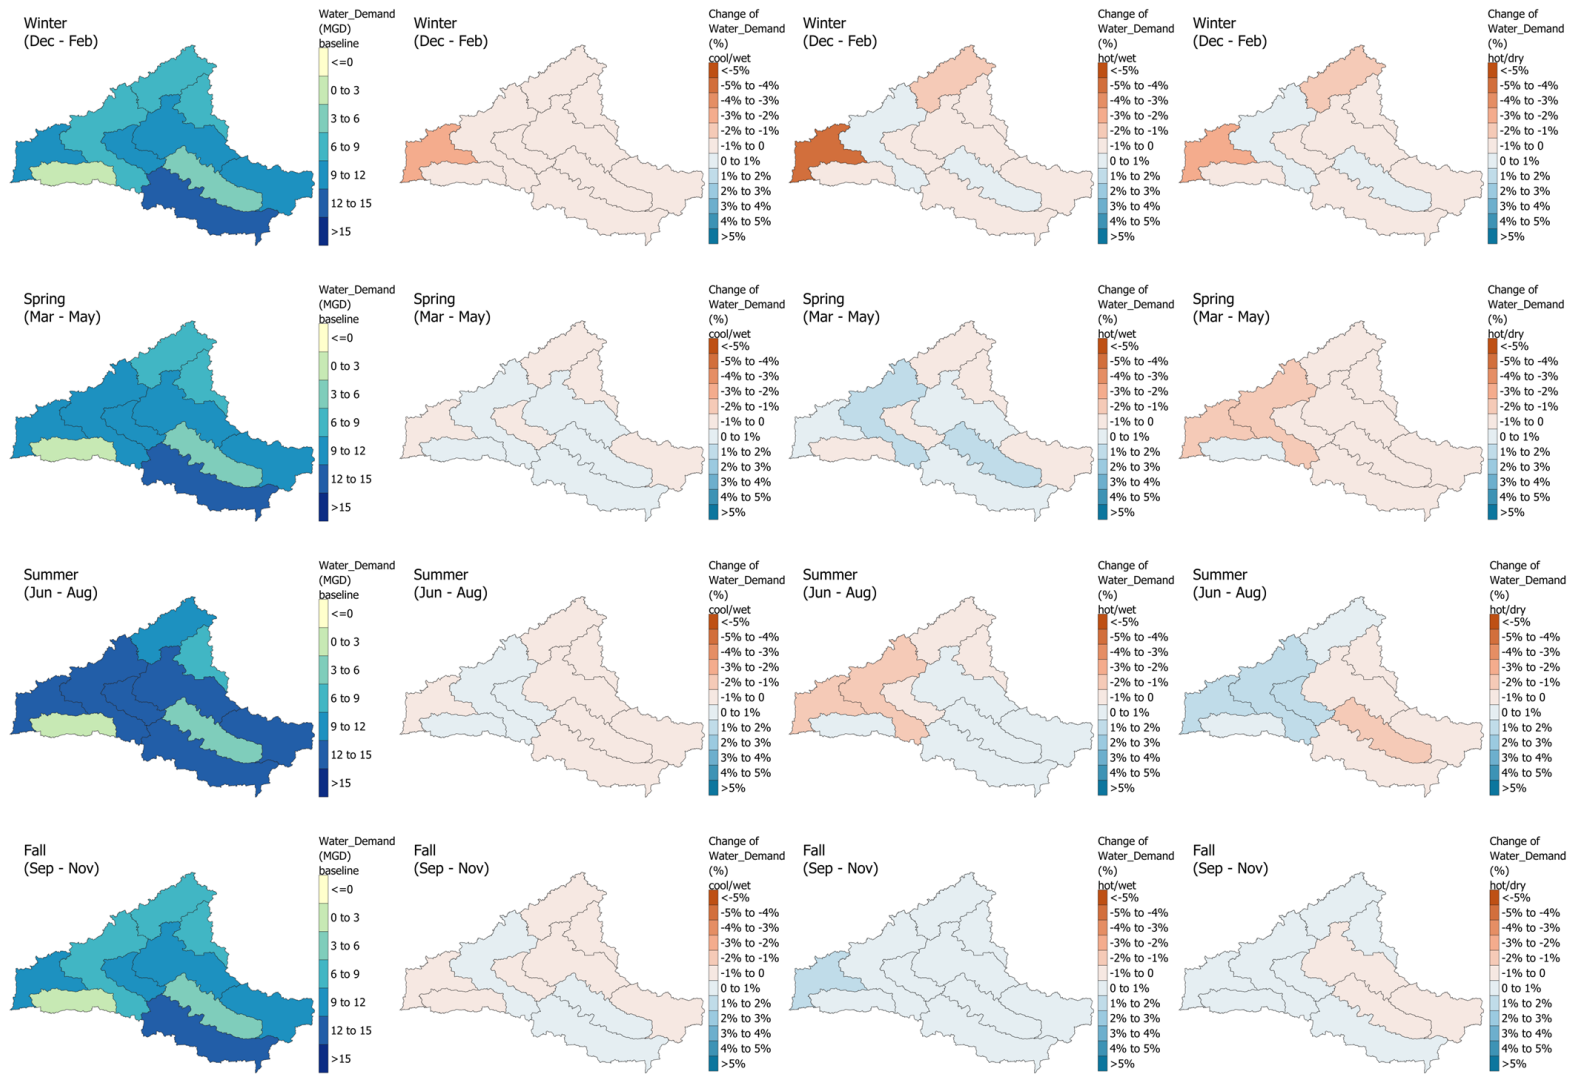 Winter
(Dec - Feb)
Water_Demand
(MGD)
baseline
<=0
0 to 3
3 to 6
6 to 9
9 to 12
12 to 15
>15
Winter
(Dec - Feb)
Change of
Water_Demand
(%)
cool/wet
<-5%
-5% to -4%
-4% to -3%
-3% to -2%
-2% to -1%
-1% to 0
0 to 1%
1% to 2%
2% to 3%
3% to 4%
4% to 5%
>5%
Winter
(Dec - Feb)
Change of
Water_Demand
(%)
hot/wet
<-5%
-5% to -4%
-4% to -3%
-3% to -2%
-2% to -1%
-1% to 0
0 to 1%
1% to 2%
2% to 3%
3% to 4%
4% to 5%
>5%
Winter
(Dec - Feb)
Change of
Water_Demand
(%)
hot/dry
<-5%
-5% to -4%
-4% to -3%
-3% to -2%
-2% to -1%
-1% to 0
0 to 1%
1% to 2%
2% to 3%
3% to 4%
4% to 5%
>5%
Spring
(Mar - May)
Water_Demand
(MGD)
baseline
<=0
0 to 3
3 to 6
6 to 9
9 to 12
12 to 15
>15
Spring
(Mar - May)
Change of
Water_Demand
(%)
cool/wet
<-5%
-5% to -4%
-4% to -3%
-3% to -2%
-2% to -1%
-1% to 0
0 to 1%
1% to 2%
2% to 3%
3% to 4%
4% to 5%
>5%
Spring
(Mar - May)
Change of
Water_Demand
(%)
hot/wet
<-5%
-5% to -4%
-4% to -3%
-3% to -2%
-2% to -1%
-1% to 0
0 to 1%
1% to 2%
2% to 3%
3% to 4%
4% to 5%
>5%
Spring
(Mar - May)
Change of
Water_Demand
(%)
hot/dry
<-5%
-5% to -4%
-4% to -3%
-3% to -2%
-2% to -1%
-1% to 0
0 to 1%
1% to 2%
2% to 3%
3% to 4%
4% to 5%
>5%
Summer
(Jun - Aug)
Water_Demand
(MGD)
baseline
<=0
0 to 3
3 to 6
6 to 9
9 to 12
12 to 15
>15
Summer
(Jun - Aug)
Change of
Water_Demand
(%)
cool/wet
<-5%
-5% to -4%
-4% to -3%
-3% to -2%
-2% to -1%
-1% to 0
0 to 1%
1% to 2%
2% to 3%
3% to 4%
4% to 5%
>5%
Summer
(Jun - Aug)
Change of
Water_Demand
(%)
hot/wet
<-5%
-5% to -4%
-4% to -3%
-3% to -2%
-2% to -1%
-1% to 0
0 to 1%
1% to 2%
2% to 3%
3% to 4%
4% to 5%
>5%
Summer
(Jun - Aug)
Change of
Water_Demand
(%)
hot/dry
<-5%
-5% to -4%
-4% to -3%
-3% to -2%
-2% to -1%
-1% to 0
0 to 1%
1% to 2%
2% to 3%
3% to 4%
4% to 5%
>5%
Fall
(Sep - Nov)
Water_Demand
(MGD)
baseline
<=0
0 to 3
3 to 6
6 to 9
9 to 12
12 to 15
>15
Fall
(Sep - Nov)
Change of
Water_Demand
(%)
cool/wet
<-5%
-5% to -4%
-4% to -3%
-3% to -2%
-2% to -1%
-1% to 0
0 to 1%
1% to 2%
2% to 3%
3% to 4%
4% to 5%
>5%
Fall
(Sep - Nov)
Change of
Water_Demand
(%)
hot/wet
<-5%
-5% to -4%
-4% to -3%
-3% to -2%
-2% to -1%
-1% to 0
0 to 1%
1% to 2%
2% to 3%
3% to 4%
4% to 5%
>5%
Fall
(Sep - Nov)
Change of
Water_Demand
(%)
hot/dry
<-5%
-5% to -4%
-4% to -3%
-3% to -2%
-2% to -1%
-1% to 0
0 to 1%
1% to 2%
2% to 3%
3% to 4%
4% to 5%
>5%